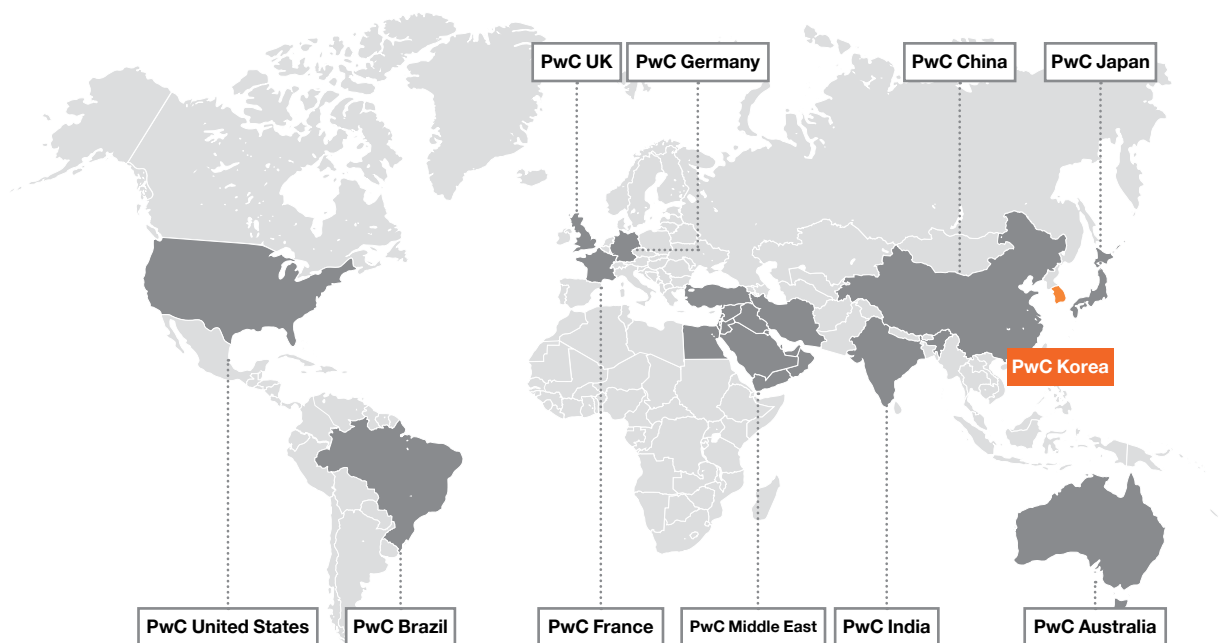 PwC UK
PwC Germany
PwC China
PwC Japan
PwC Korea
PwC United States
PwC Brazil
PwC France
PwC Middle East
PwC India
PwC Australia